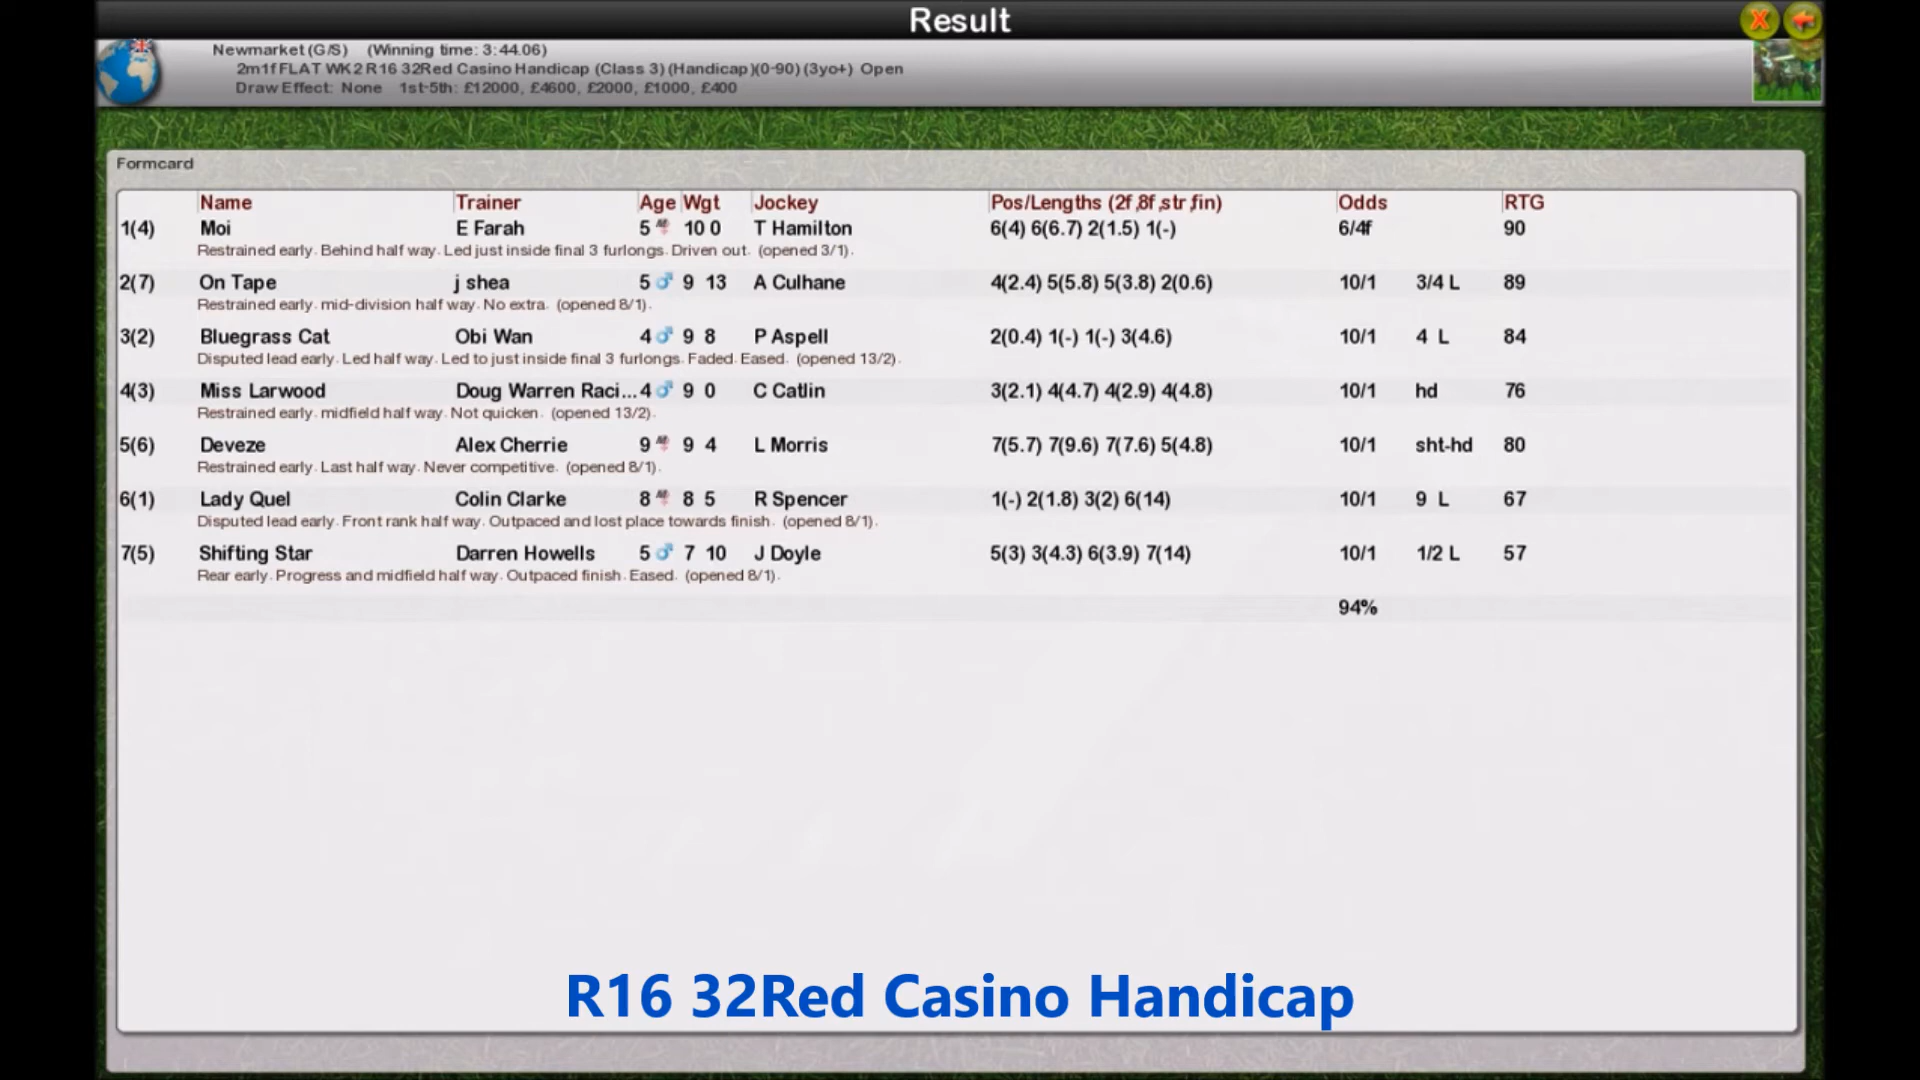 Result
Newmarket (G/S) (Winning time: 3:44.06)
2m1f FLAT WK2 R16 32Red Casino Handicap (Class 3) (Handicap)(0-90) (3yo+) Open
Draw Effect: None 1st-5th: £12000, £4600, £2000, £1000, £400
Formcard
Name Trainer Age Wgt Jockey Pos/Lengths (2f,8f,str,fin) Odds RTG
1(4) Moi E Farah 5 10 0 T Hamilton 6(4) 6(6.7) 2(1.5) 1(-) 6/4f 90
Restrained early. Behind half way. Led just inside final 3 furlongs. Driven out. (opened 3/1).
2(7) On Tape j shea 5 ♂ 9 13 A Culhane 4(2.4) 5(5.8) 5(3.8) 2(0.6) 10/1 3/4 L 89
Restrained early. mid-division half way. No extra. (opened 8/1).
3(2) Bluegrass Cat Obi Wan 4 ♂ 9 8 P Aspell 2(0.4) 1(-) 1(-) 3(4.6) 10/1 4 L 84
Disputed lead early. Led half way. Led to just inside final 3 furlongs. Faded. Eased. (opened 13/2).
4(3) Miss Larwood Doug Warren Raci... 4 ♂ 9 0 C Catlin 3(2.1) 4(4.7) 4(2.9) 4(4.8) 10/1 hd 76
Restrained early. midfield half way. Not quicken. (opened 13/2).
5(6) Deveze Alex Cherrie 9 9 4 L Morris 7(5.7) 7(9.6) 7(7.6) 5(4.8) 10/1 sht-hd 80
Restrained early. Last half way. Never competitive. (opened 8/1).
6(1) Lady Quel Colin Clarke 8 8 5 R Spencer 1(-) 2(1.8) 3(2) 6(14) 10/1 9 L 67
Disputed lead early. Front rank half way. Outpaced and lost place towards finish. (opened 8/1).
7(5) Shifting Star Darren Howells 5 ♂ 7 10 J Doyle 5(3) 3(4.3) 6(3.9) 7(14) 10/1 1/2 L 57
Rear early. Progress and midfield half way. Outpaced finish. Eased. (opened 8/1).
94%
R16 32Red Casino Handicap